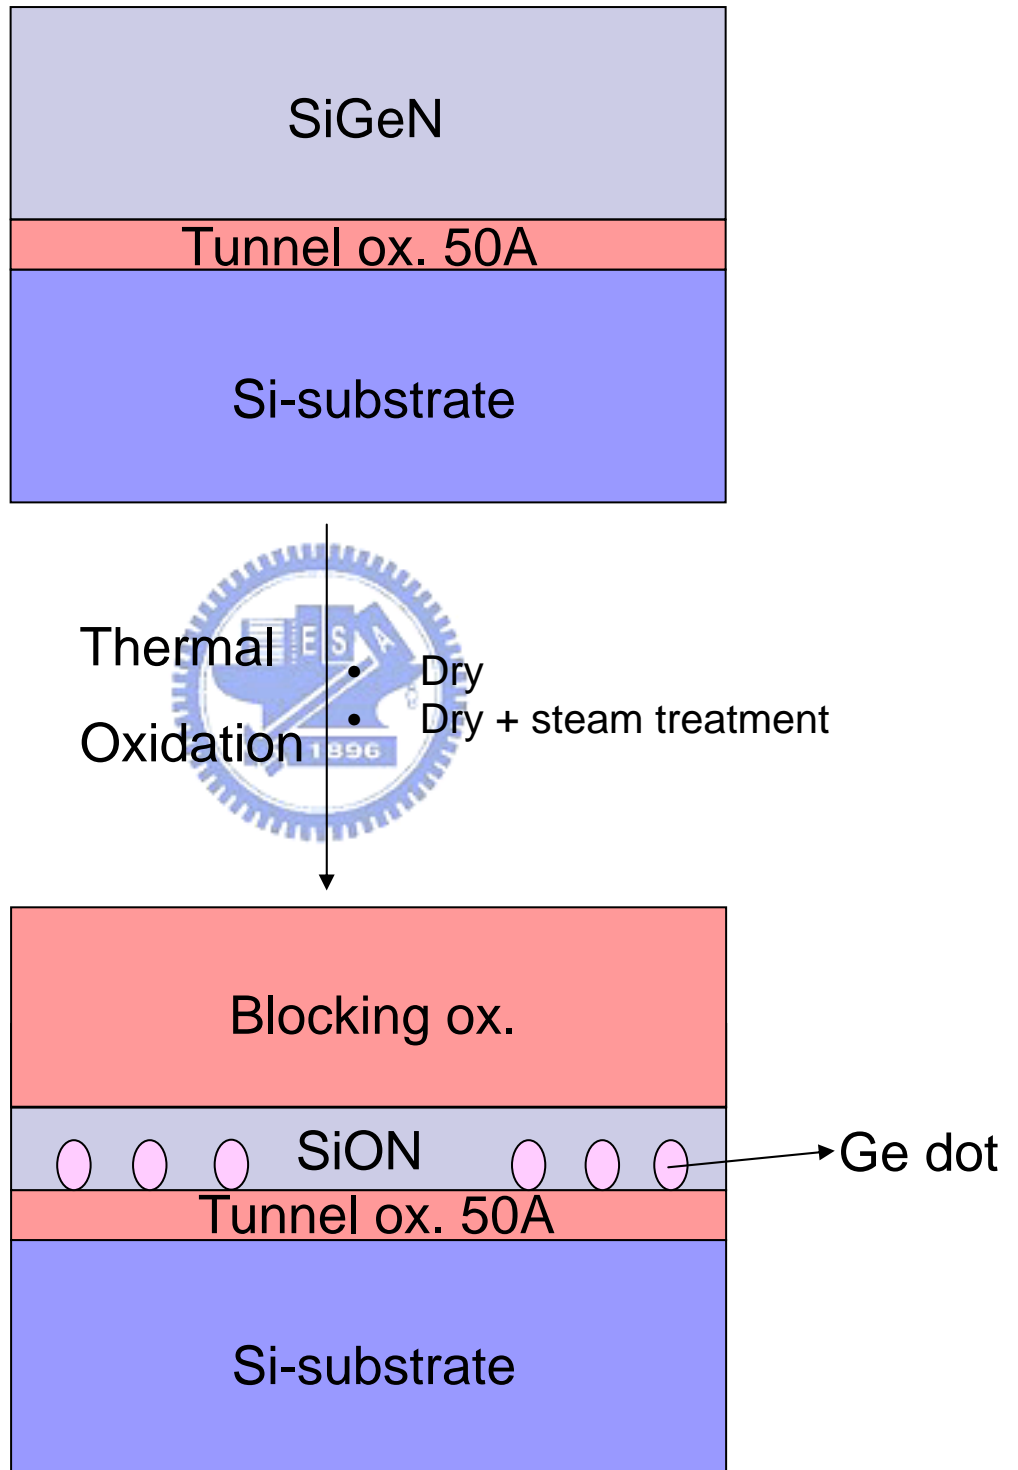 SiGeN
Tunnel ox. 50A
Si-substrate
Thermal
Oxidation
• Dry
• Dry + steam treatment
E S A
1896
Blocking ox.
SiON
Ge dot
Tunnel ox. 50A
Si-substrate